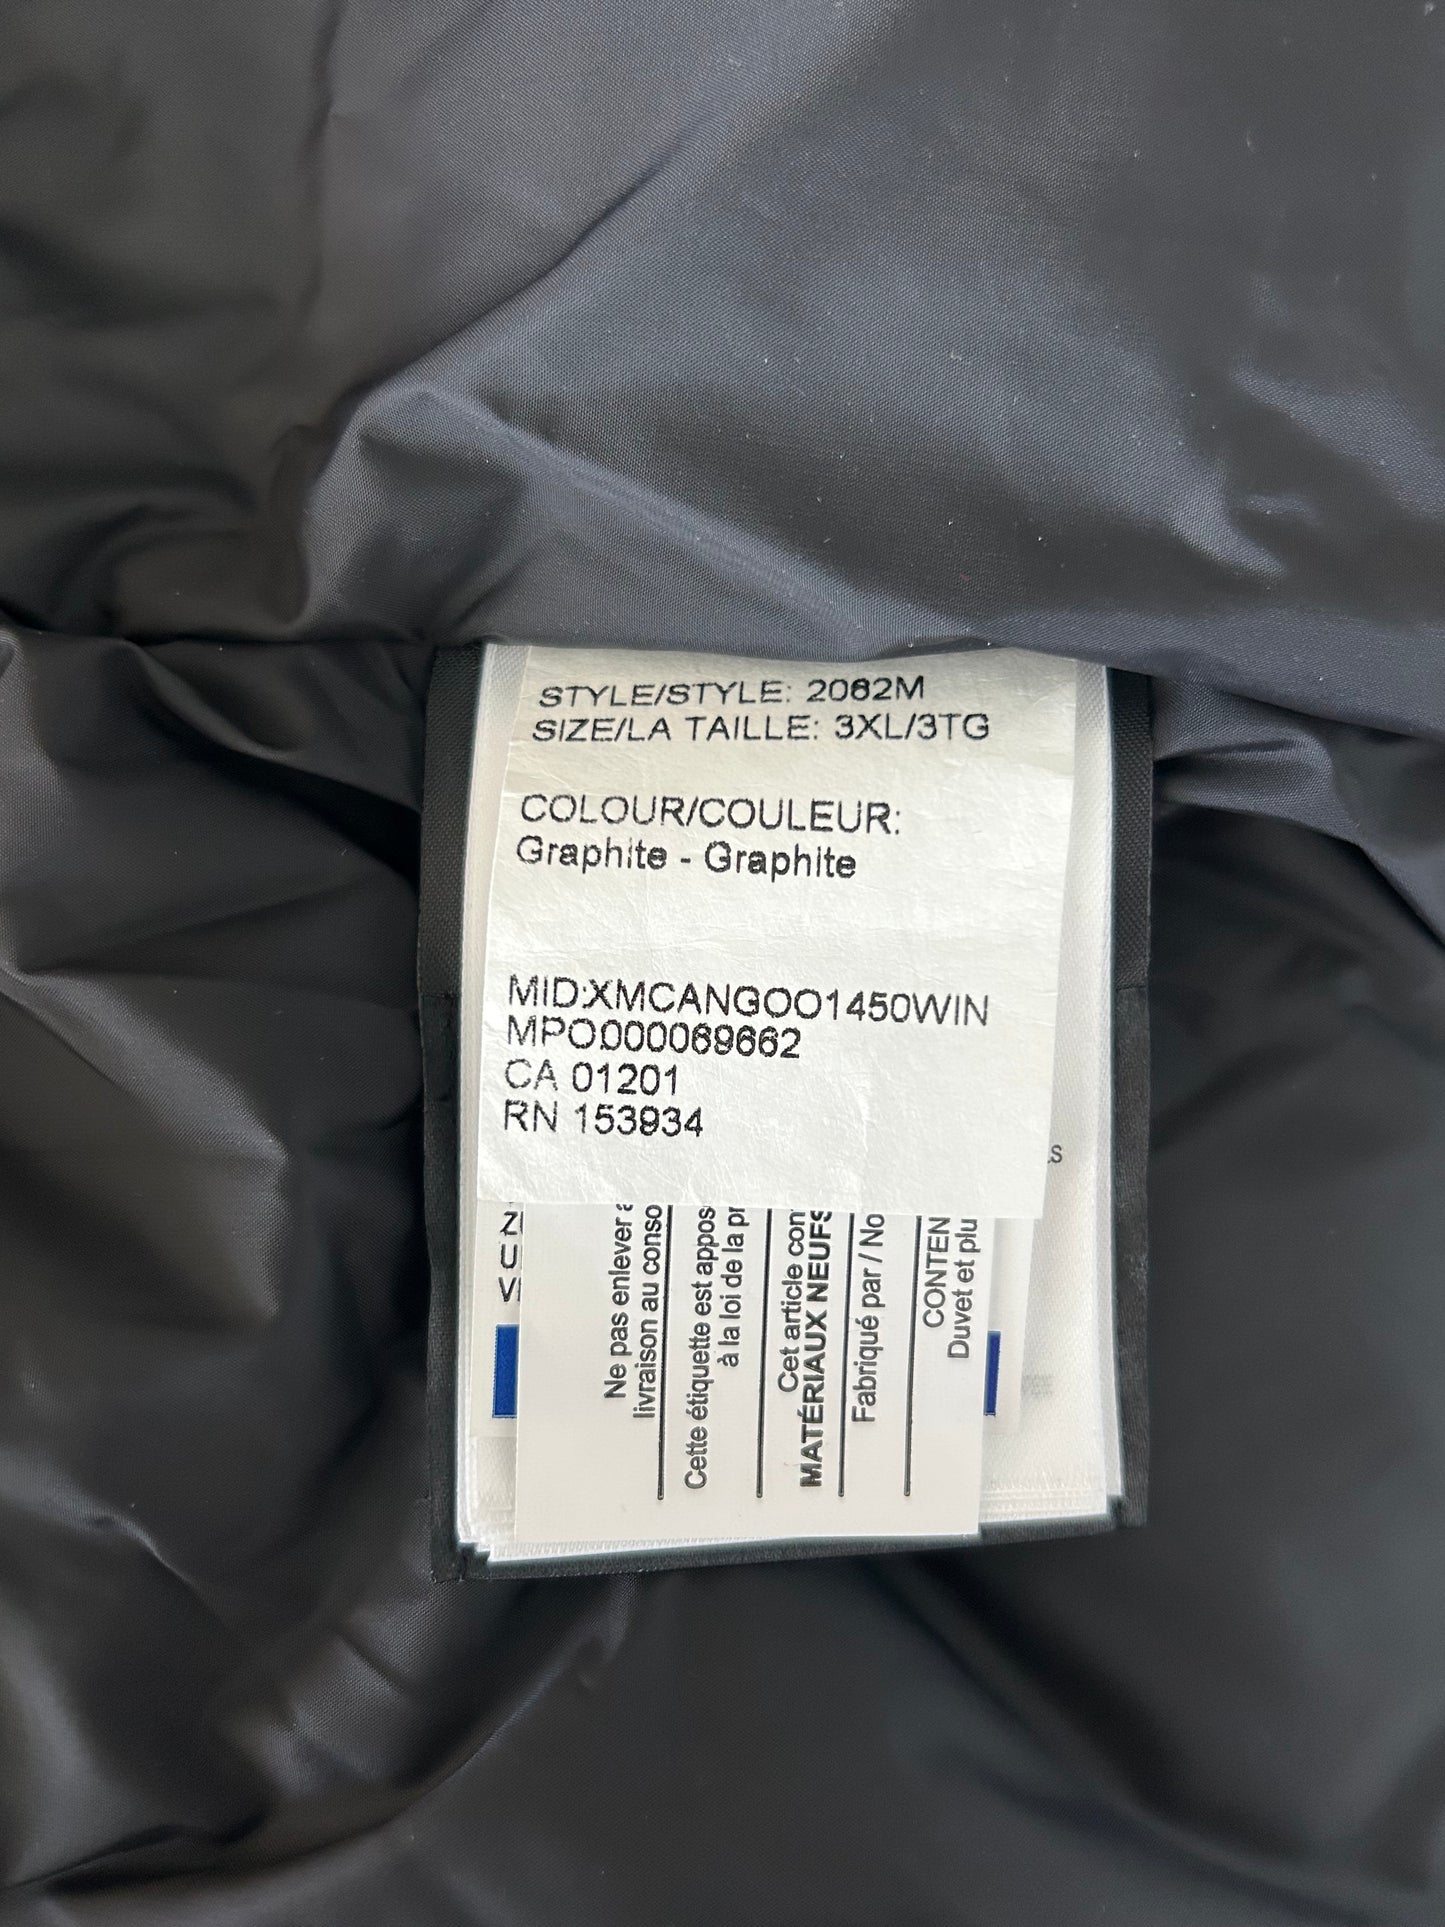 STYLE/STYLE: 2062M
SIZE/LA TAILLE: 3XL/3TG
COLOUR/COULEUR:
Graphite - Graphite
MID:XMCANGOO1450WIN
MPO000069662
CA 01201
RN 153934
Ne pas enlever
livraison au conso
Cette étiquette est appos
à la loi de la pr
Cet article con
MATÉRIAUX NEUFS
Fabriqué par / No
CONTEN
Duvet et plu